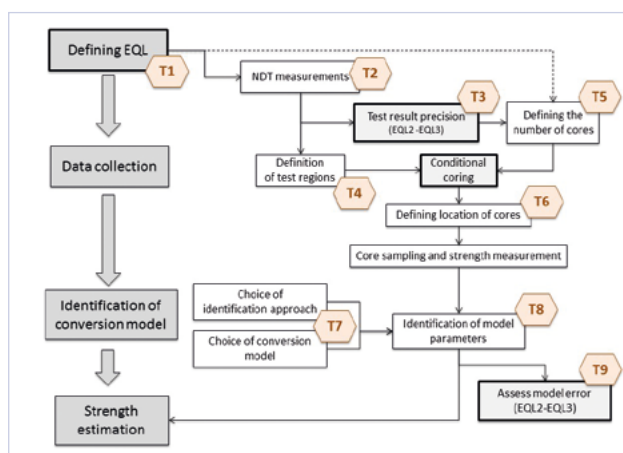 Defining EQL
T1
NDT measurements
T2
Test result precision
(EQL2 -EQL3)
T3
Defining the
number of cores
T5
Data collection
Definition
of test regions
T4
Conditional
coring
Defining location of cores
T6
Core sampling and strength measurement
Identification of
conversion model
Choice of
identification approach
Choice of conversion
model
T7
Identification of model
parameters
T8
Assess model error
(EQL2-EQL3)
T9
Strength
estimation